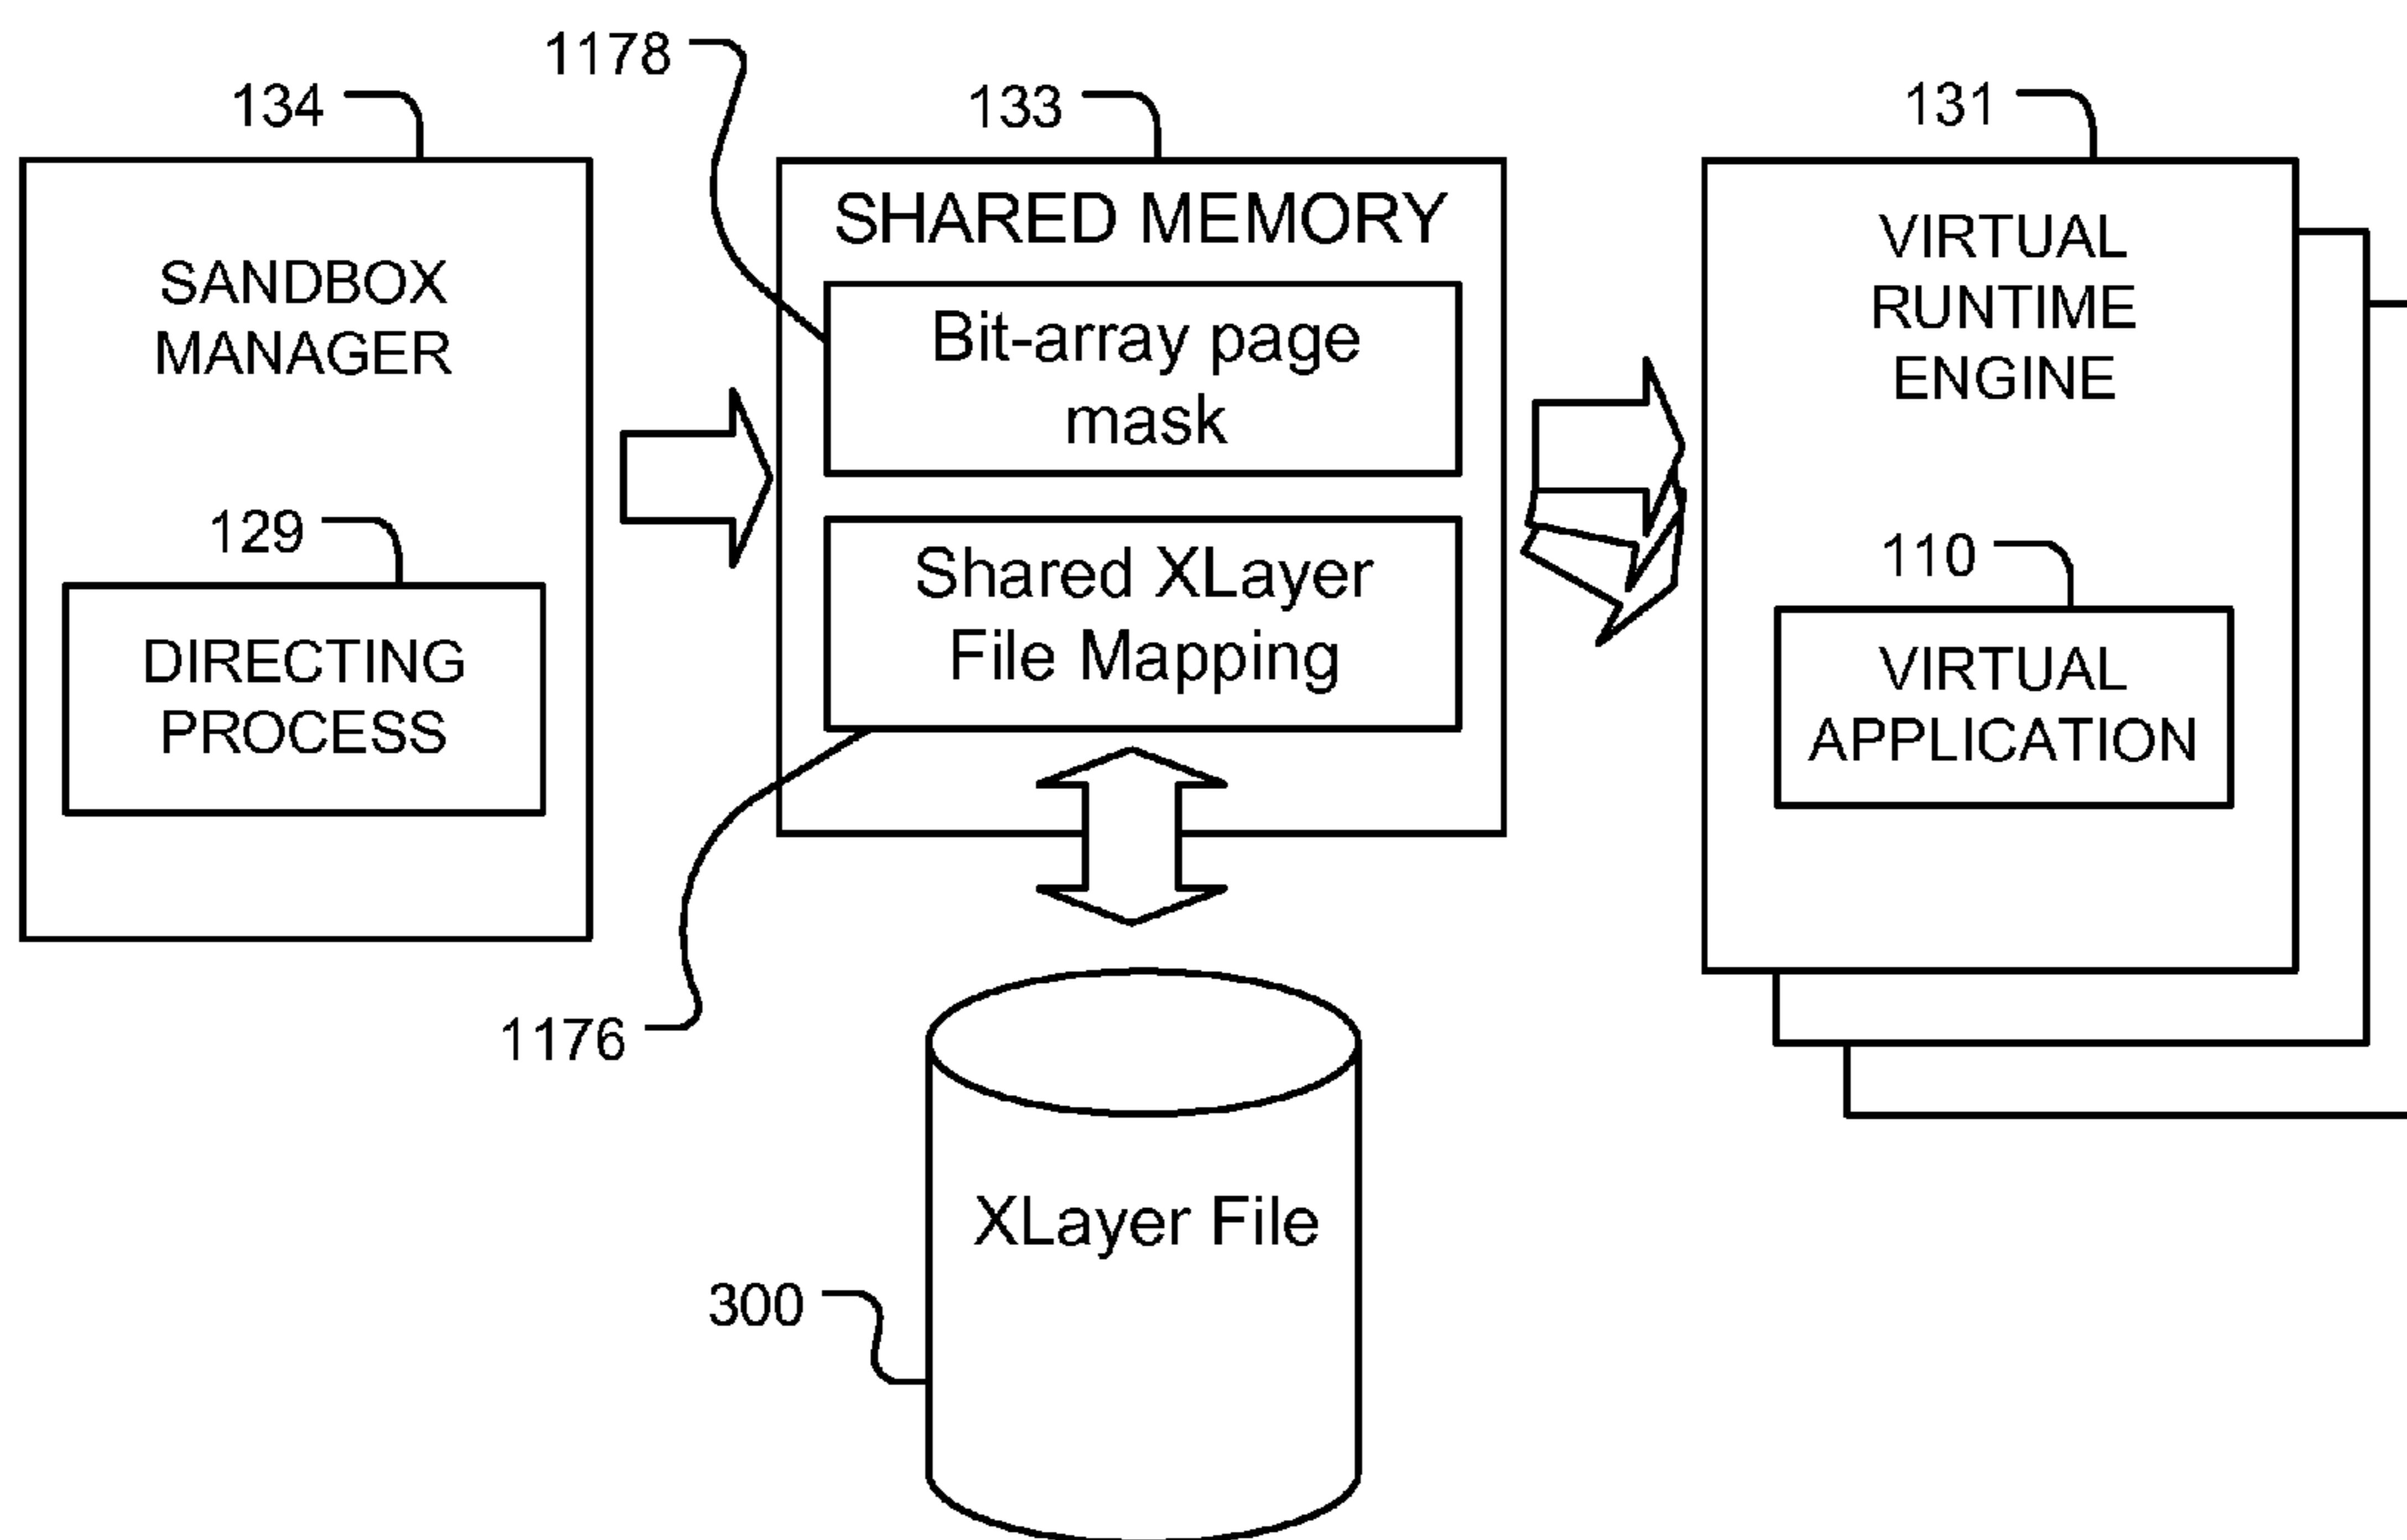 1178
134
133
131
SANDBOX
MANAGER
129
DIRECTING
PROCESS
SHARED MEMORY
Bit-array page
mask
Shared XLayer
File Mapping
1176
XLayer File
300
VIRTUAL
RUNTIME
ENGINE
110
VIRTUAL
APPLICATION